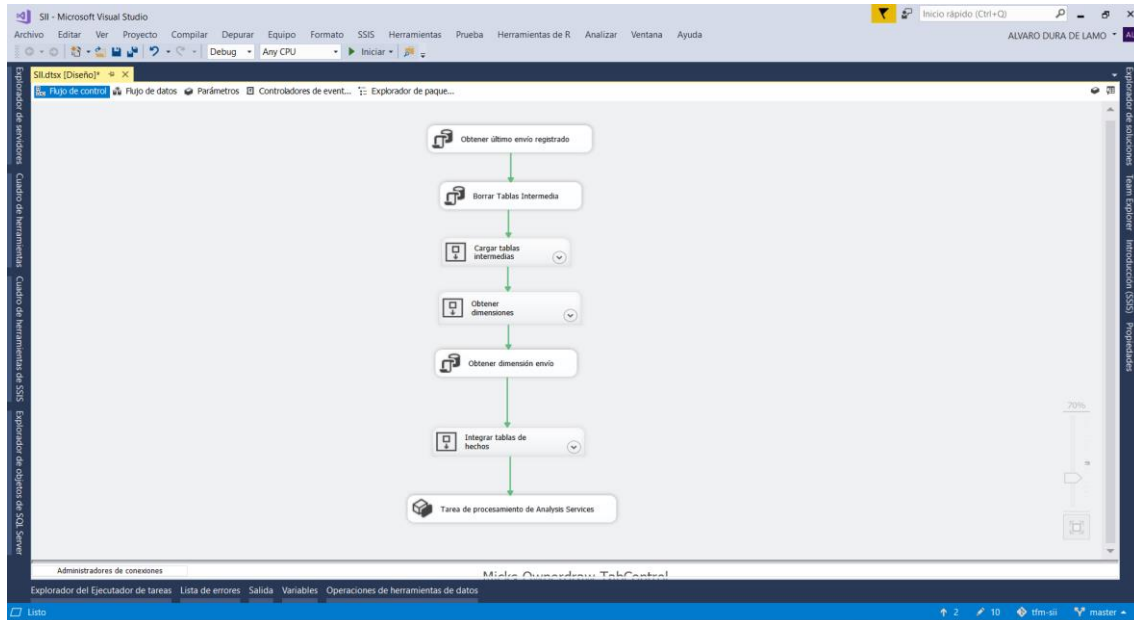 SII - Microsoft Visual Studio
Inicio rápido (Ctrl+Q)
Archivo Editar Ver Proyecto Compilar Depurar Equipo Formato SSIS Herramientas Prueba Herramientas de R Analizar Ventana Ayuda
ALVARO DURA DE LAMO AL
Debug Any CPU Iniciar
SII.dtsx [Diseño]*
Flujo de control Flujo de datos Parámetros Controladores de event... Explorador de paque...
Explorador de servidores
Cuadro de herramientas
Cuadro de herramientas de SSIS
Explorador de objetos de SQL Server
Obtener último envío registrado
Borrar Tablas Intermedia
Cargar tablas
intermedias
Obtener
dimensiones
Obtener dimensión envío
Integrar tablas de
hechos
Tarea de procesamiento de Analysis Services
70%
Explorador de soluciones
Team Explorer
Introducción (SSIS)
Propiedades
Administradores de conexiones
Micks Ownerdraw TabControl
Explorador del Ejecutador de tareas Lista de errores Salida Variables Operaciones de herramientas de datos
Listo
2 10 tfm-sii master